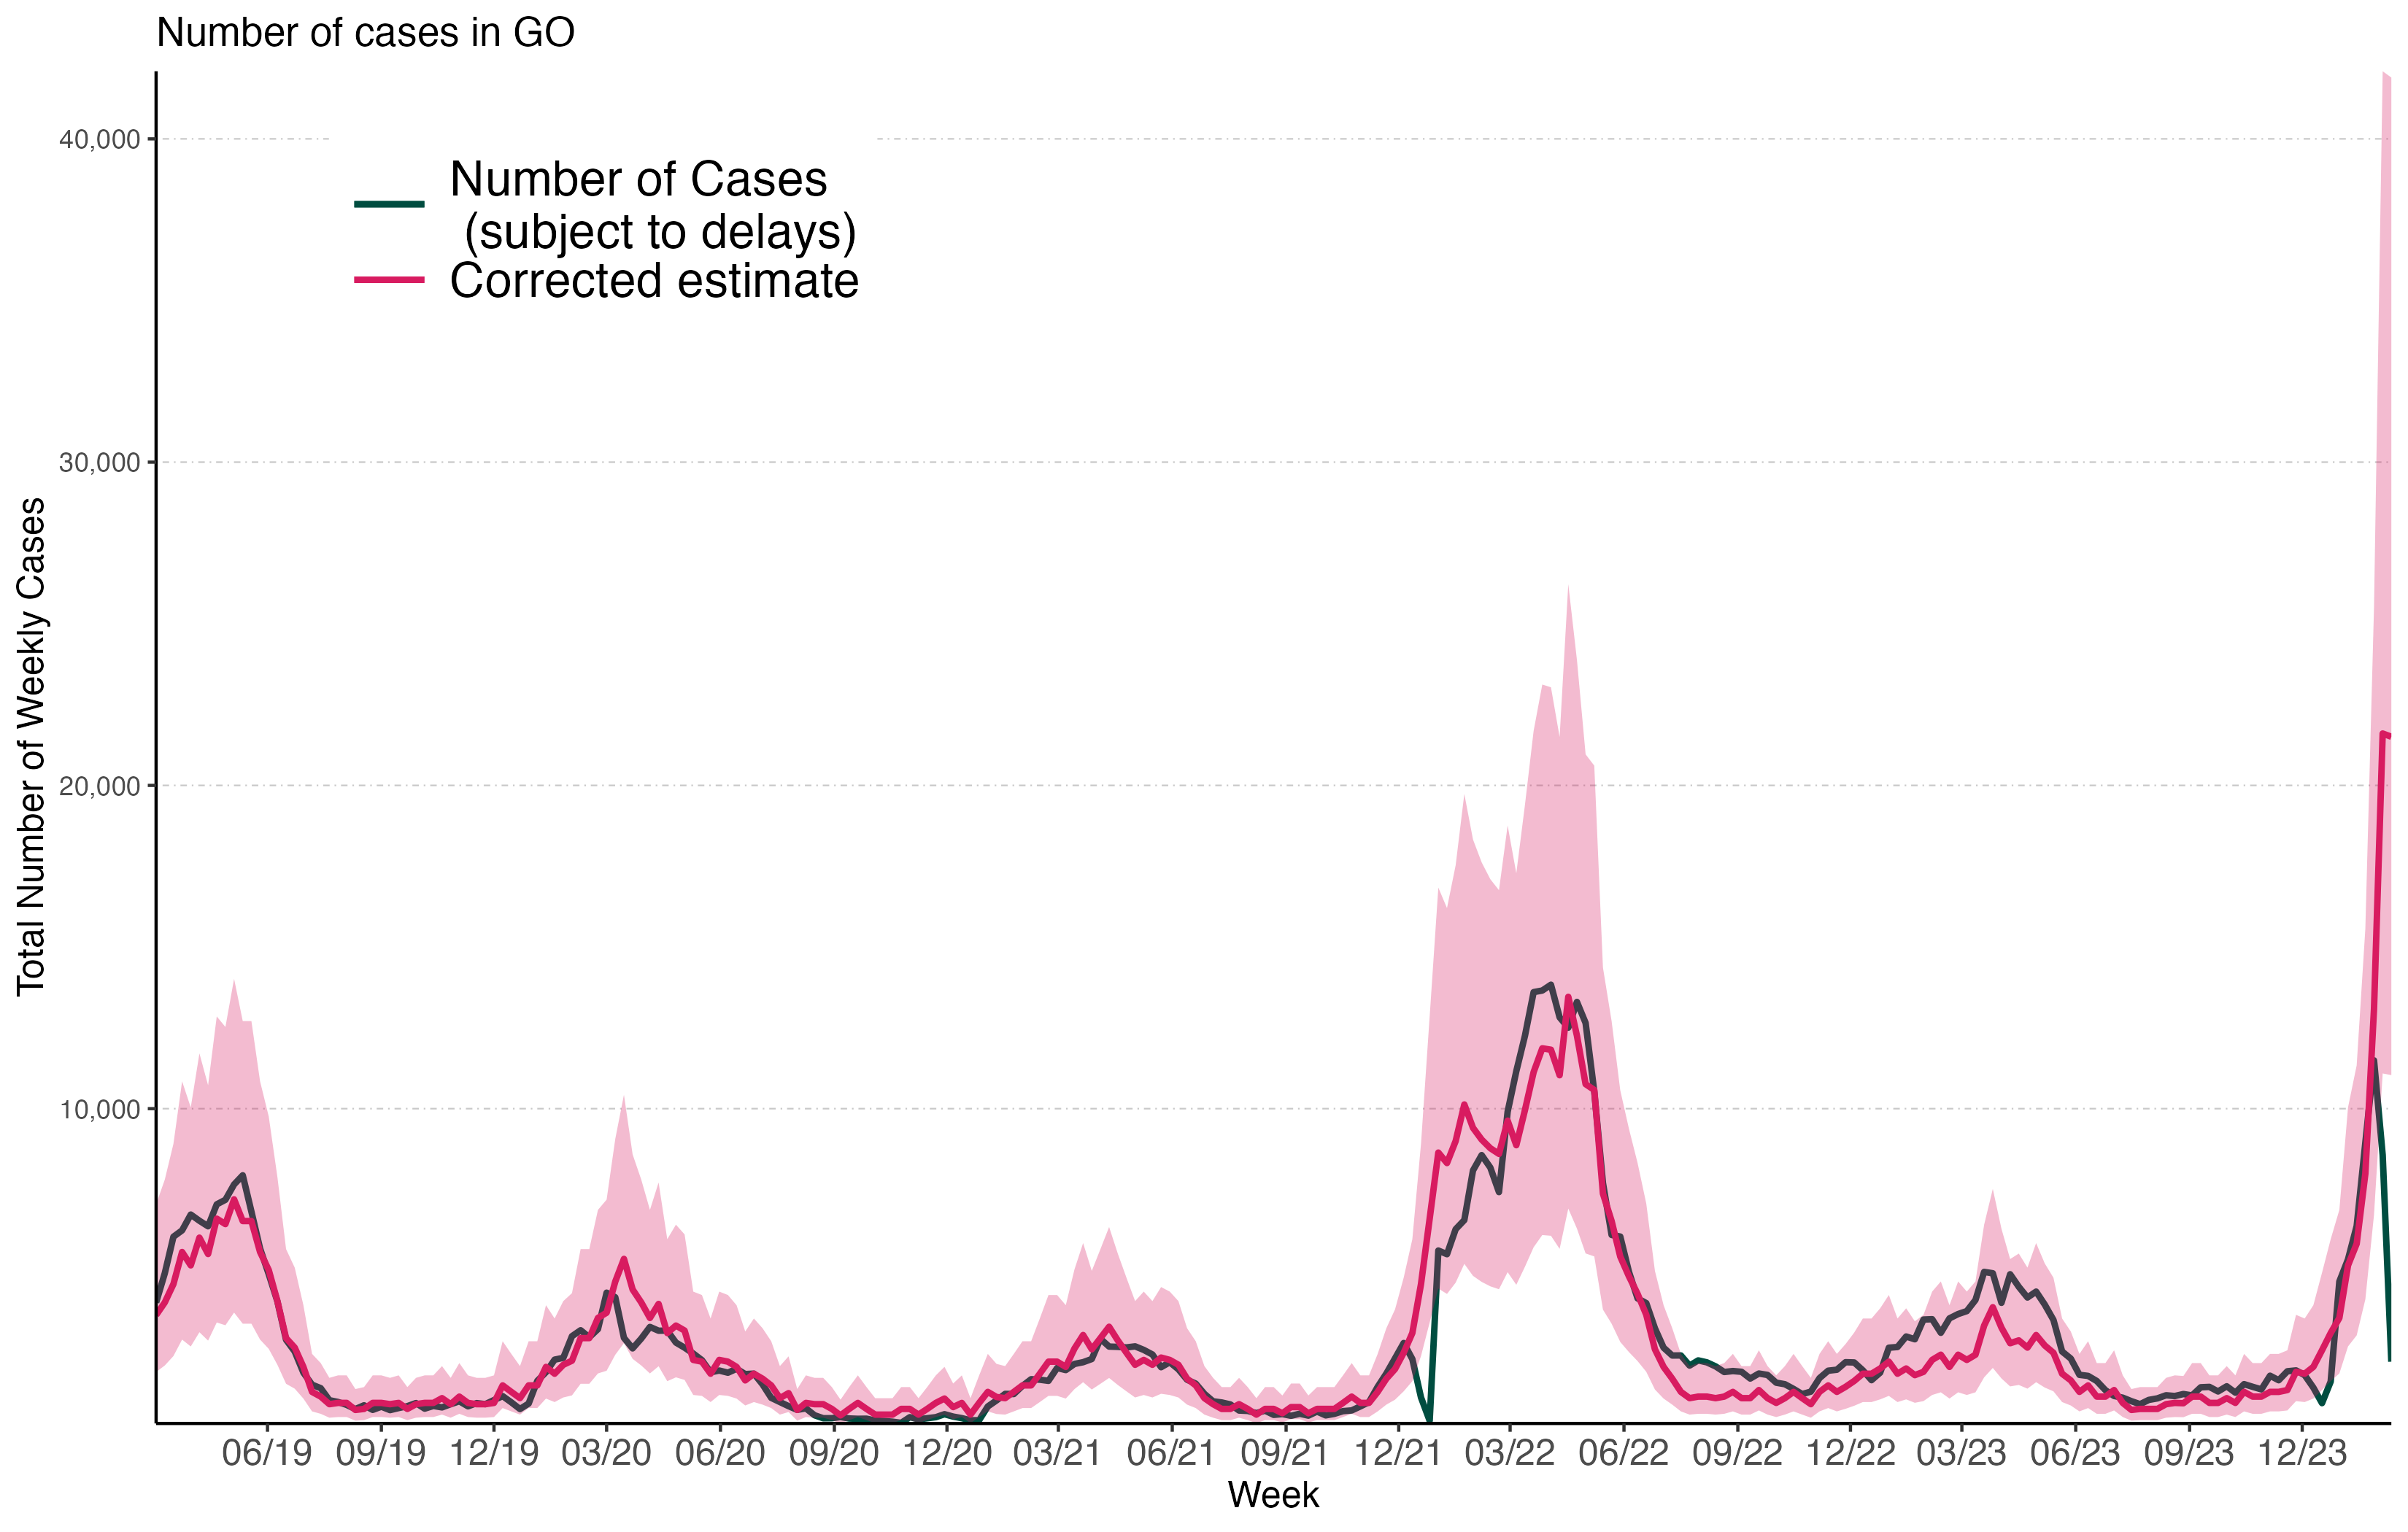 Number of cases in GO
40,000
30,000
20,000
10,000
Total Number of Weekly Cases
Number of Cases
(subject to delays)
Corrected estimate
06/19 09/19 12/19 03/20 06/20 09/20 12/20 03/21 06/21 09/21 12/21 03/22 06/22 09/22 12/22 03/23 06/23 09/23 12/23
Week